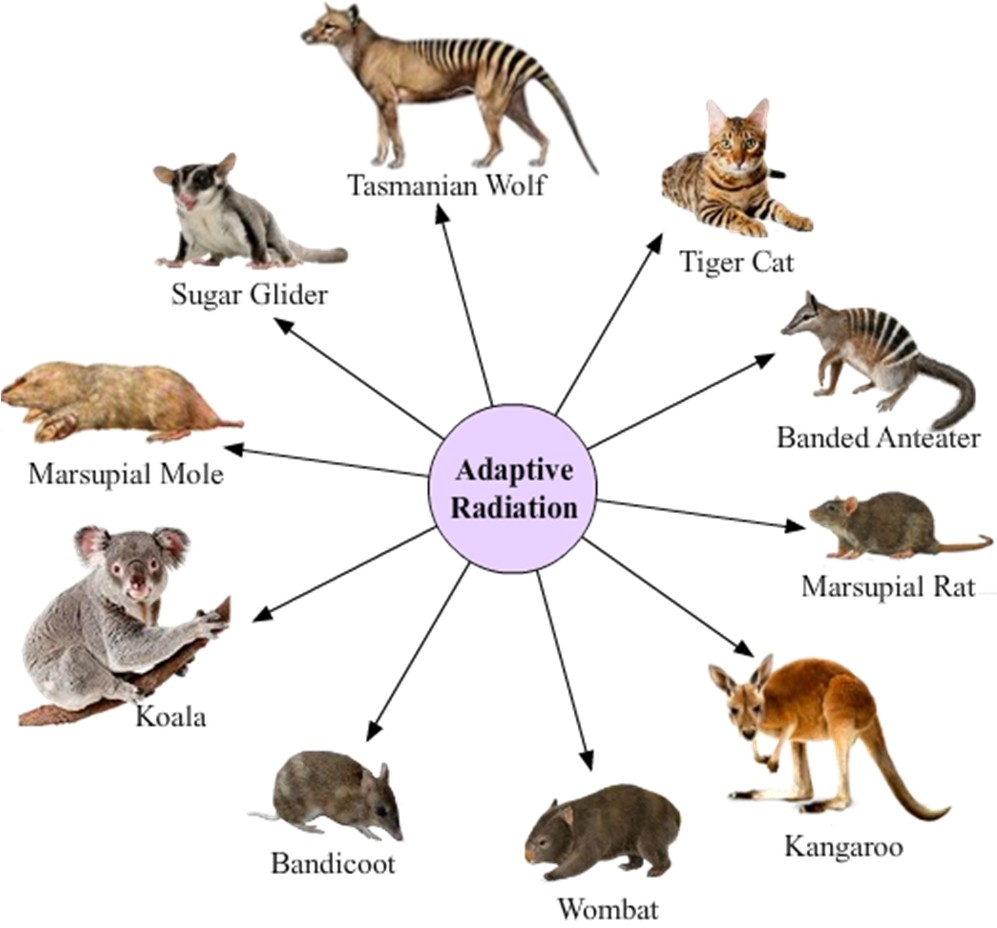 Tasmanian Wolf
Tiger Cat
Sugar Glider
Banded Anteater
Marsupial Mole
Adaptive
Radiation
Marsupial Rat
Koala
Kangaroo
Bandicoot
Wombat